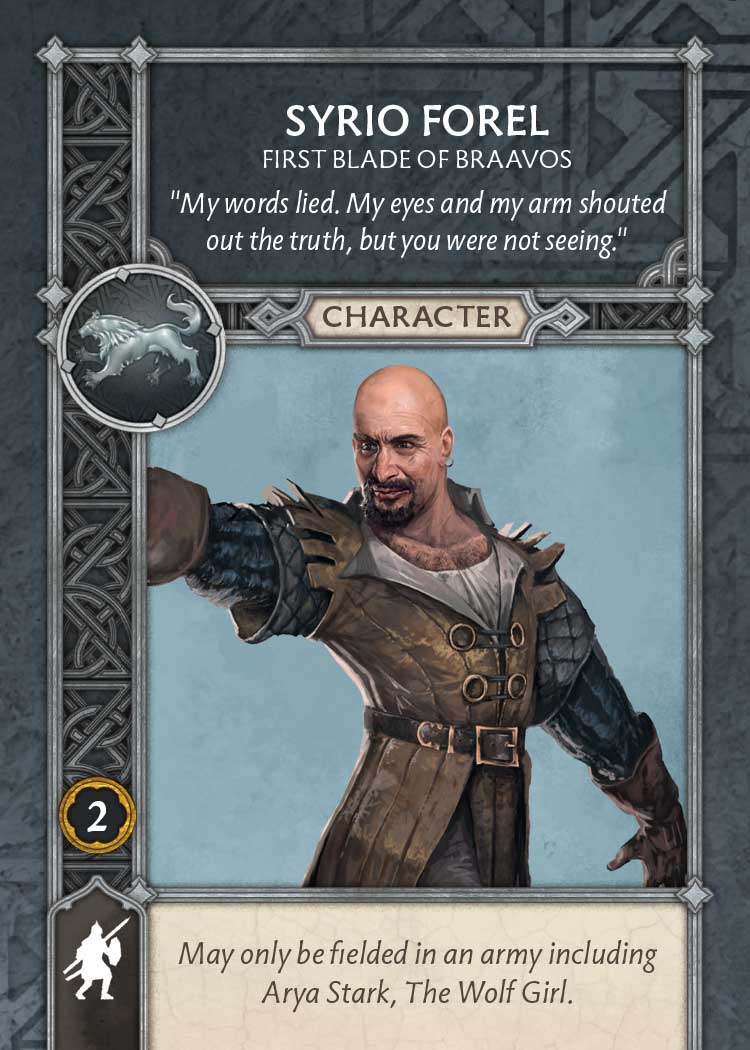 SYRIO FOREL
FIRST BLADE OF BRAAVOS
"My words lied. My eyes and my arm shouted
out the truth, but you were not seeing."
CHARACTER
2
May only be fielded in an army including
Arya Stark, The Wolf Girl.